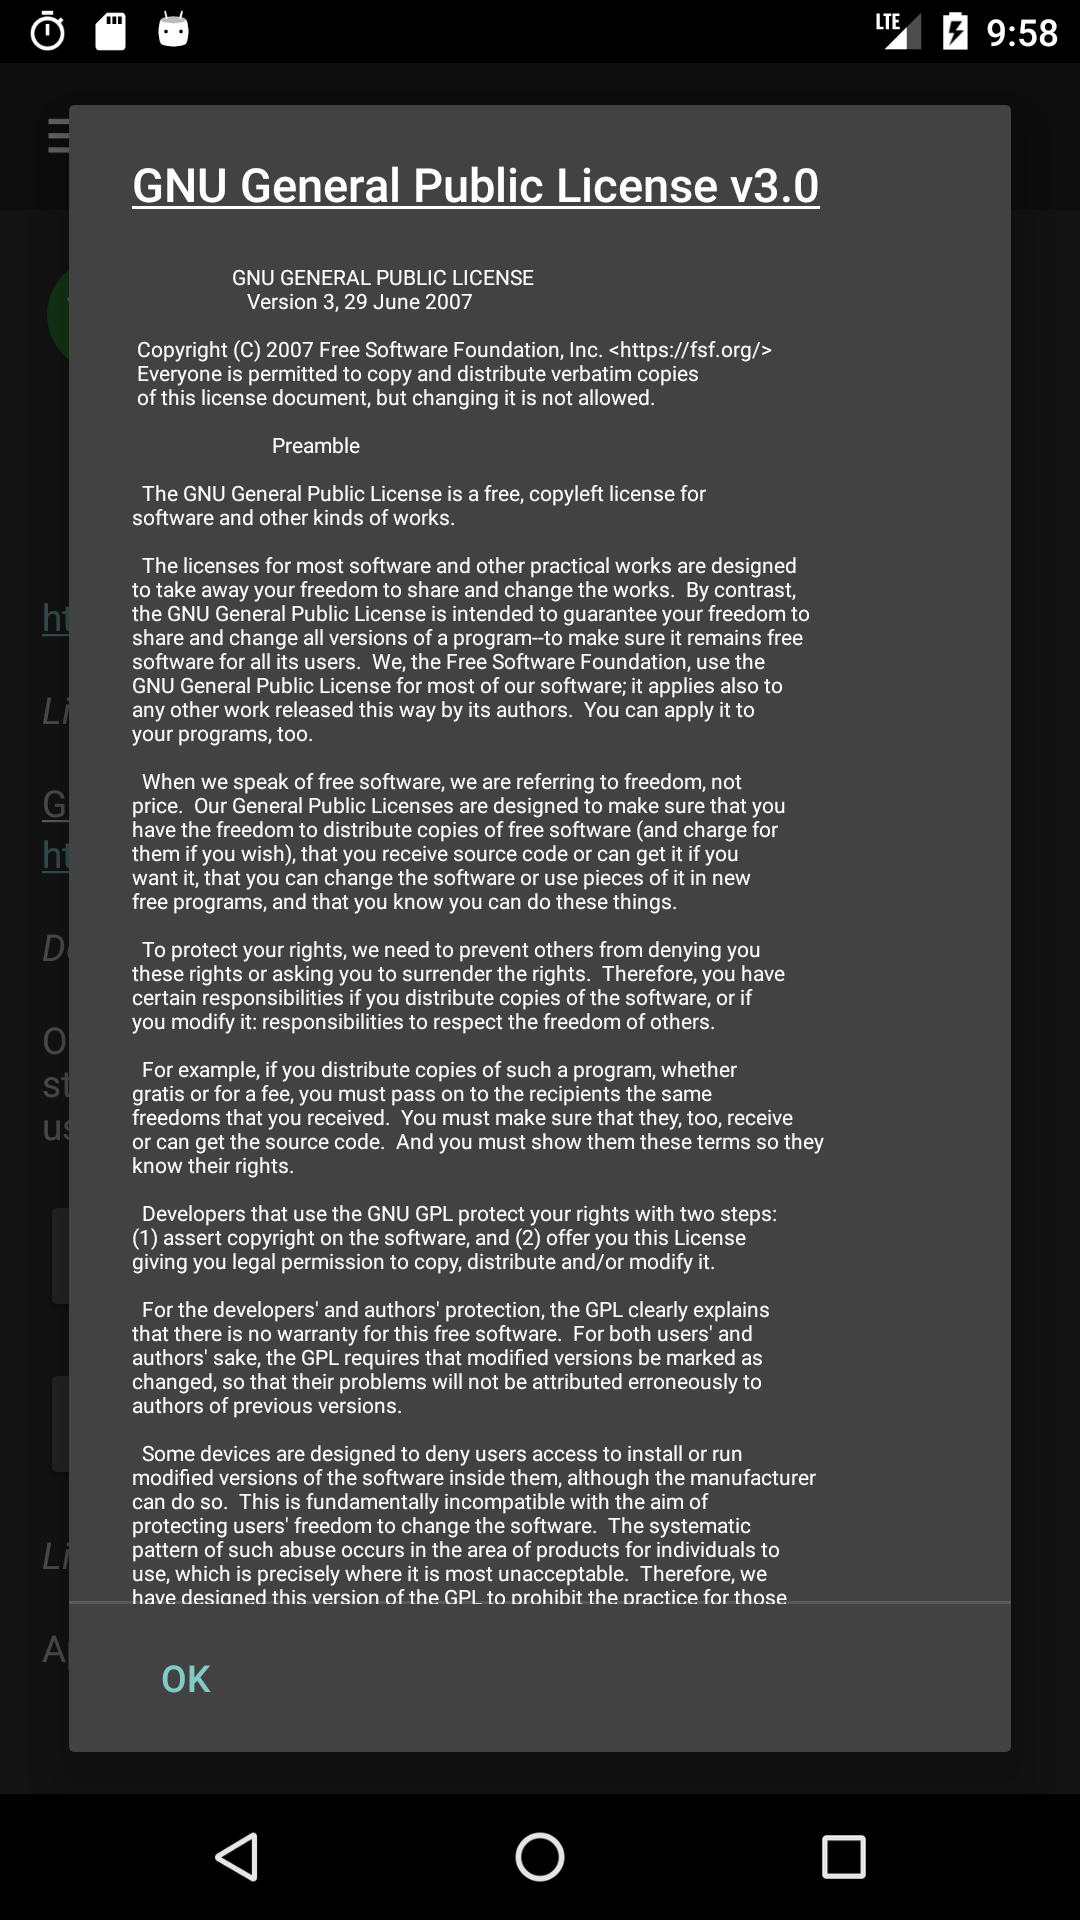 LTE 9:58
GNU General Public License v3.0
GNU GENERAL PUBLIC LICENSE
Version 3, 29 June 2007
Copyright (C) 2007 Free Software Foundation, Inc. <https://fsf.org/>
Everyone is permitted to copy and distribute verbatim copies
of this license document, but changing it is not allowed.
Preamble
The GNU General Public License is a free, copyleft license for
software and other kinds of works.
The licenses for most software and other practical works are designed
to take away your freedom to share and change the works.  By contrast,
the GNU General Public License is intended to guarantee your freedom to
share and change all versions of a program--to make sure it remains free
software for all its users.  We, the Free Software Foundation, use the
GNU General Public License for most of our software; it applies also to
any other work released this way by its authors.  You can apply it to
your programs, too.
When we speak of free software, we are referring to freedom, not
price.  Our General Public Licenses are designed to make sure that you
have the freedom to distribute copies of free software (and charge for
them if you wish), that you receive source code or can get it if you
want it, that you can change the software or use pieces of it in new
free programs, and that you know you can do these things.
To protect your rights, we need to prevent others from denying you
these rights or asking you to surrender the rights.  Therefore, you have
certain responsibilities if you distribute copies of the software, or if
you modify it: responsibilities to respect the freedom of others.
For example, if you distribute copies of such a program, whether
gratis or for a fee, you must pass on to the recipients the same
freedoms that you received.  You must make sure that they, too, receive
or can get the source code.  And you must show them these terms so they
know their rights.
Developers that use the GNU GPL protect your rights with two steps:
(1) assert copyright on the software, and (2) offer you this License
giving you legal permission to copy, distribute and/or modify it.
For the developers' and authors' protection, the GPL clearly explains
that there is no warranty for this free software.  For both users' and
authors' sake, the GPL requires that modified versions be marked as
changed, so that their problems will not be attributed erroneously to
authors of previous versions.
Some devices are designed to deny users access to install or run
modified versions of the software inside them, although the manufacturer
can do so.  This is fundamentally incompatible with the aim of
protecting users' freedom to change the software.  The systematic
pattern of such abuse occurs in the area of products for individuals to
use, which is precisely where it is most unacceptable.  Therefore, we
have designed this version of the GPL to prohibit the practice for those
OK